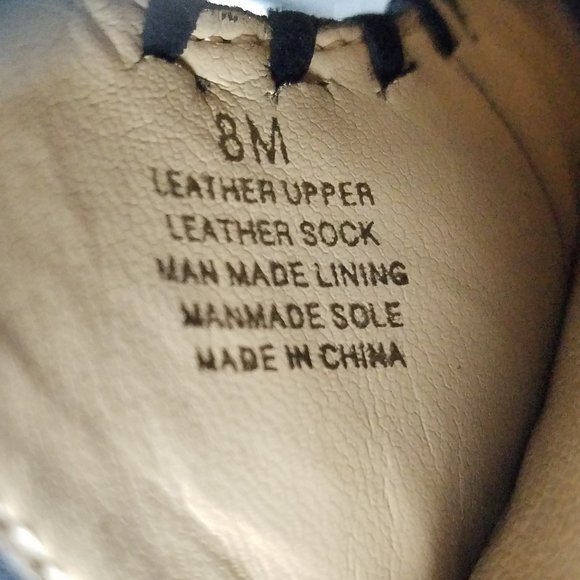 8M
LEATHER UPPER
LEATHER SOCK
MAN MADE LINING
MANMADE SOLE
MADE IN CHINA